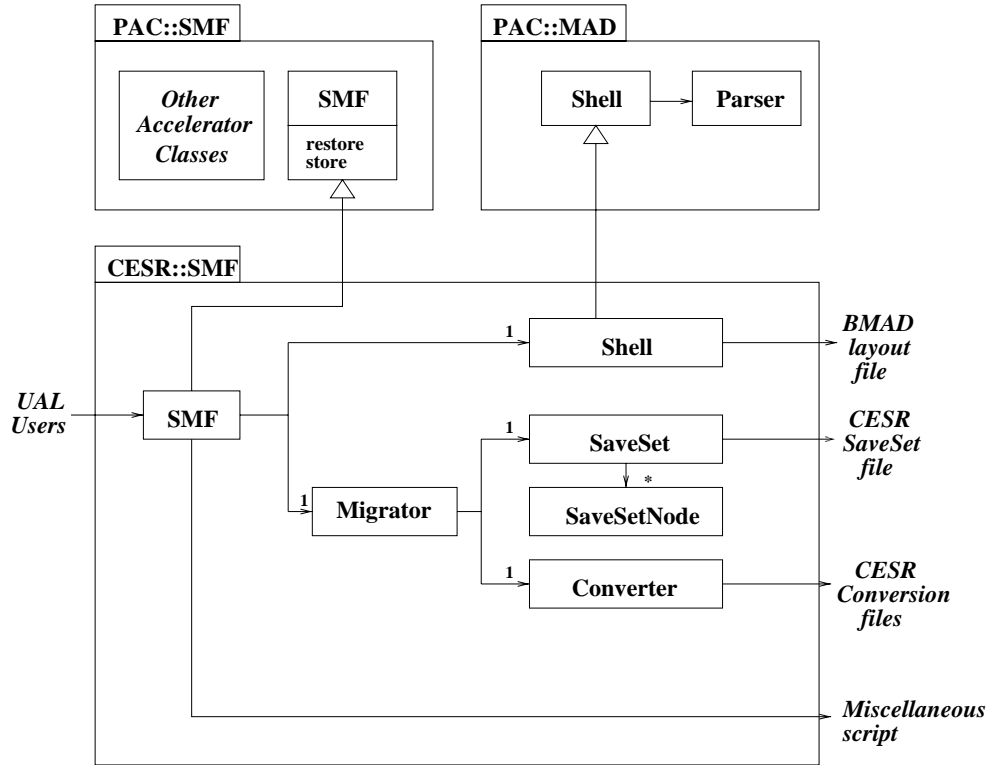 PAC::SMF
PAC::MAD
Other
Accelerator
Classes
SMF
restore
store
Shell
Parser
CESR::SMF
UAL
Users
SMF
1
Shell
BMAD
layout
file
1
Migrator
1
SaveSet
CESR
SaveSet
file
*
SaveSetNode
1
Converter
CESR
Conversion
files
Miscellaneous
script